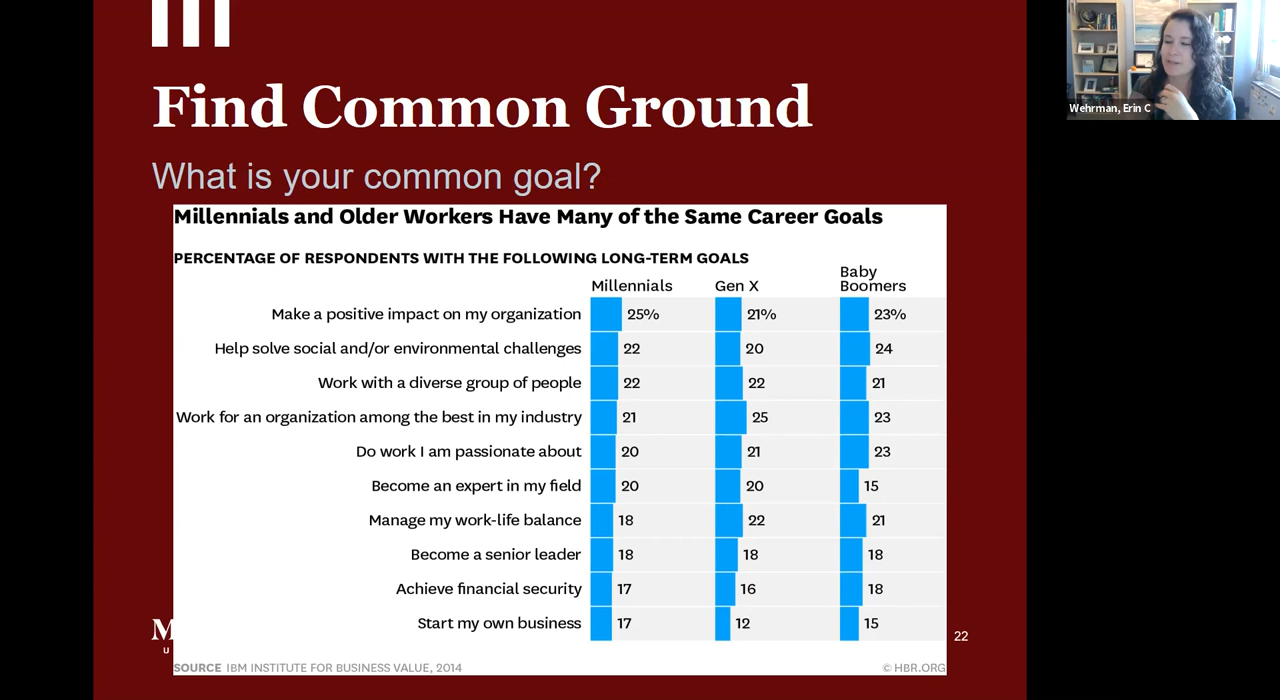 Find Common Ground
What is your common goal?
Millennials and Older Workers Have Many of the Same Career Goals
PERCENTAGE OF RESPONDENTS WITH THE FOLLOWING LONG-TERM GOALS
Millennials Gen X Baby Boomers
Make a positive impact on my organization 25% 21% 23%
Help solve social and/or environmental challenges 22 20 24
Work with a diverse group of people 22 22 21
Work for an organization among the best in my industry 21 25 23
Do work I am passionate about 20 21 23
Become an expert in my field 20 20 15
Manage my work-life balance 18 22 21
Become a senior leader 18 18 18
Achieve financial security 17 16 18
Start my own business 17 12 15
M
U
22
SOURCE IBM INSTITUTE FOR BUSINESS VALUE, 2014 © HBR.ORG
Wehrman, Erin C